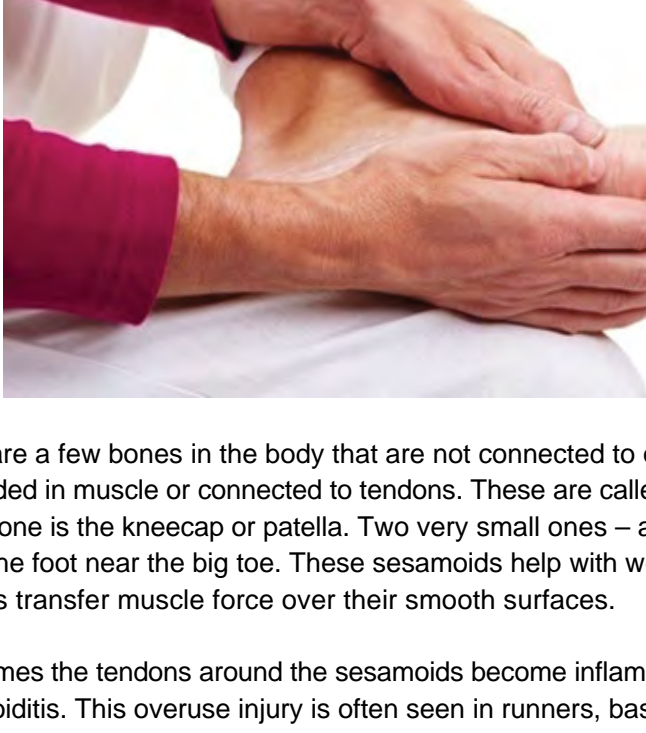 are a few bones in the body that are not connected to
ded in muscle or connected to tendons. These are calle
one is the kneecap or patella. Two very small ones – a
ne foot near the big toe. These sesamoids help with w
s transfer muscle force over their smooth surfaces.
mes the tendons around the sesamoids become inflam
iditis. This overuse injury is often seen in runners, bas